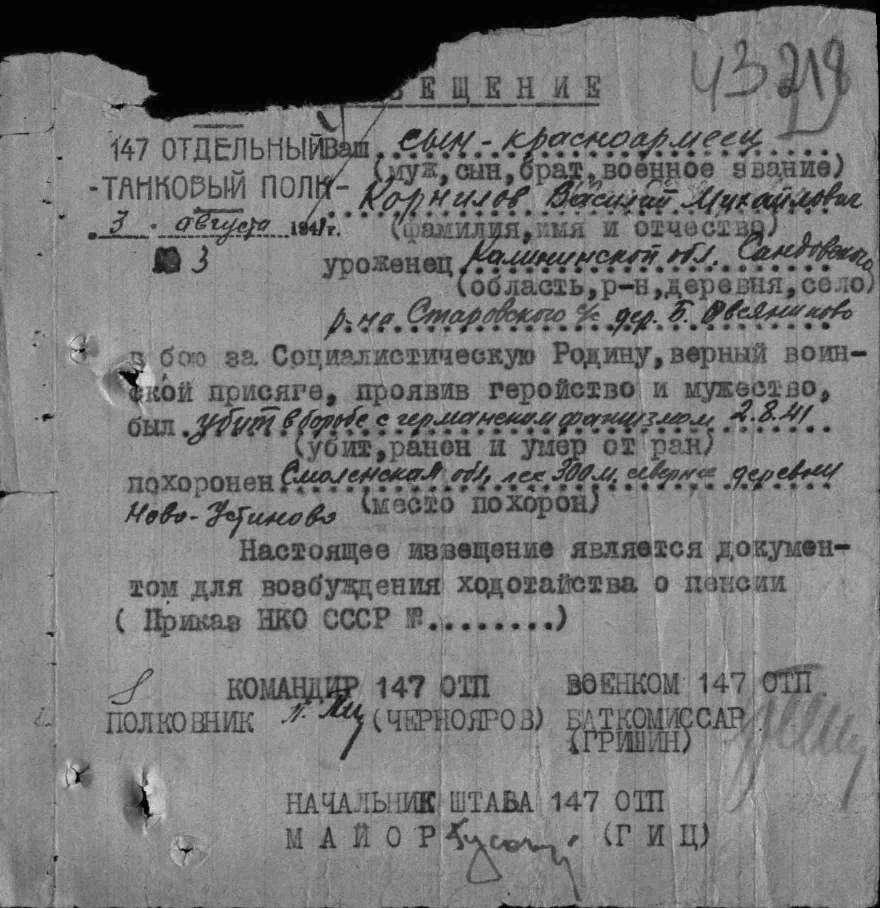 43218
ВЕЩЕНИЕ
147 ОТДЕЛЬНЫЙ Ваш сын - красноармеец
(муж,сын,брат,военное звание)
-ТАНКОВЫЙ ПОЛК- Корнилов Василий Михайлович
3 августа 1941г. (фамилия,имя и отчество)
3 уроженец Калининской обл. Сандовского
(область,р-н,деревня,село)
р-на Старовского с/с дер. Б. Овсяниково
в бою за Социалистическую Родину,верный воин-
ской присяге, проявив геройство и мужество,
был убит в борьбе с германским фашизмом 2.8.41
(убит,ранен и умер от ран)
похоронен Смоленская обл, лес 300 м. севернее деревни
Ново-Устиново (место похорон)
Настоящее извещение является докумен-
том для возбуждения ходотайства о пенсии
( Приказ НКО СССР №.........)
КОМАНДИР 147 ОТП ВОЕНКОМ 147 ОТП
ПОЛКОВНИК (ЧЕРНОЯРОВ) БАТКОМИССАР
(ГРИШИН)
НАЧАЛЬНИК ШТАБА 147 ОТП
МАЙОР (ГИЦ)